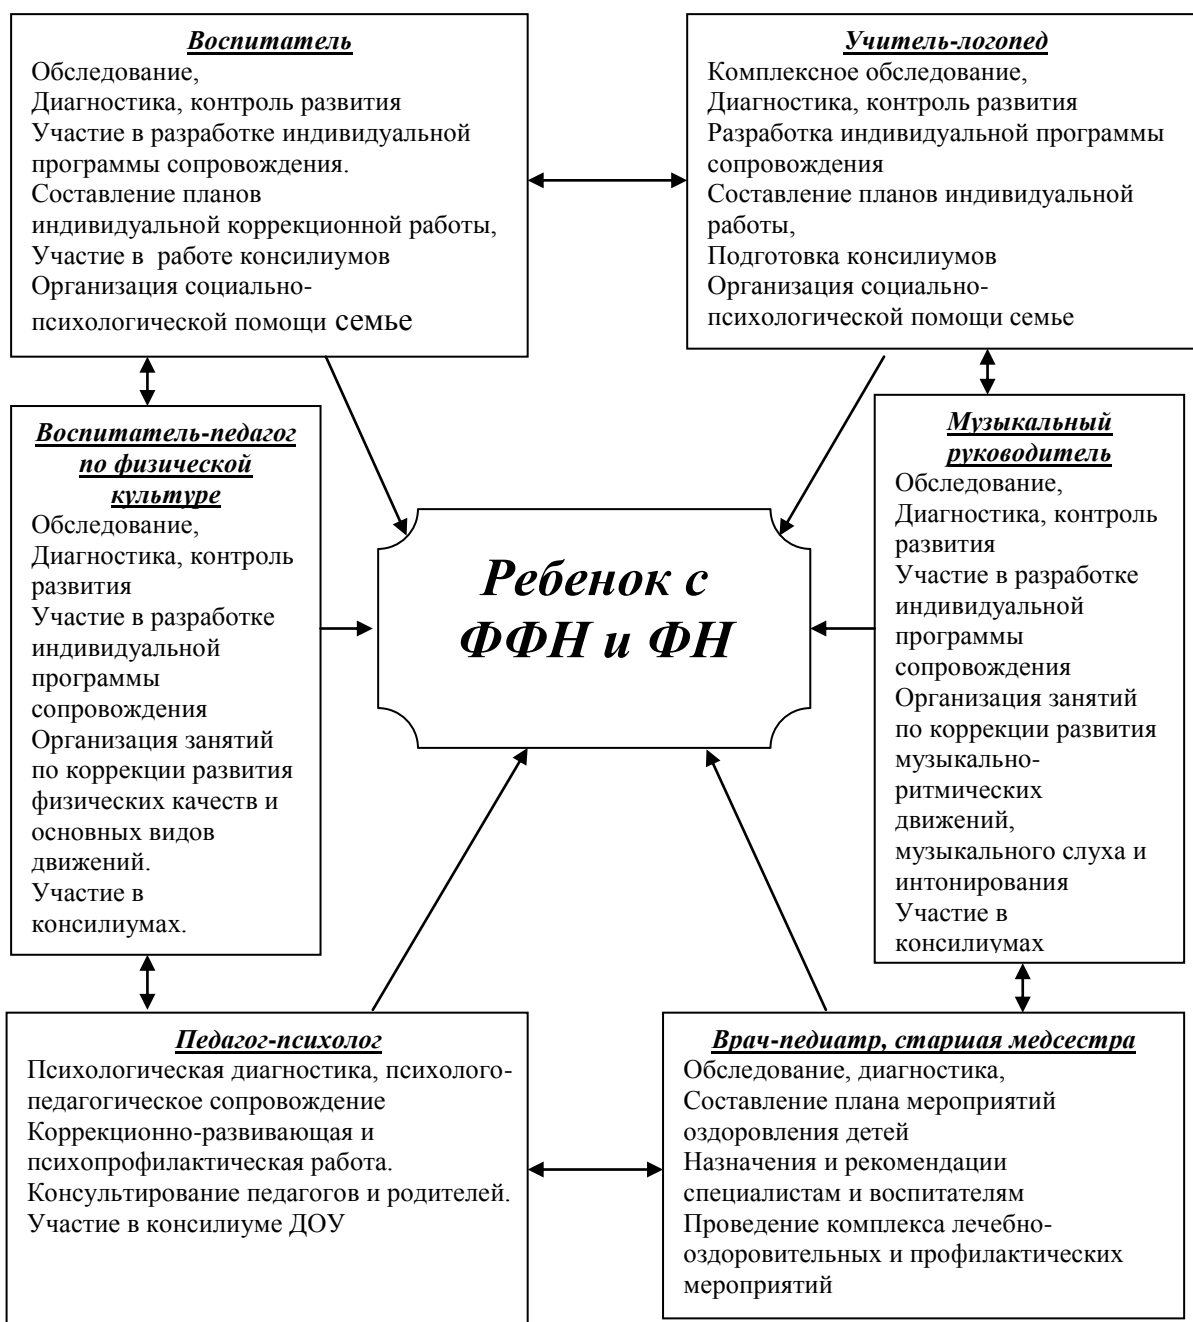 Воспитатель
Обследование,
Диагностика, контроль развития
Участие в разработке индивидуальной
программы сопровождения.
Составление планов
индивидуальной коррекционной работы,
Участие в  работе консилиумов
Организация социально-
психологической помощи семье
Учитель-логопед
Комплексное обследование,
Диагностика, контроль развития
Разработка индивидуальной программы
сопровождения
Составление планов индивидуальной
работы,
Подготовка консилиумов
Организация социально-
психологической помощи семье
Воспитатель-педагог
по физической
культуре
Обследование,
Диагностика, контроль
развития
Участие в разработке
индивидуальной
программы
сопровождения
Организация занятий
по коррекции развития
физических качеств и
основных видов
движений.
Участие в
консилиумах.
Ребенок с
ФФН и ФН
Музыкальный
руководитель
Обследование,
Диагностика, контроль
развития
Участие в разработке
индивидуальной
программы
сопровождения
Организация занятий
по коррекции развития
музыкально-
ритмических
движений,
музыкального слуха и
интонирования
Участие в
консилиумах
Педагог-психолог
Психологическая диагностика, психолого-
педагогическое сопровождение
Коррекционно-развивающая и
психопрофилактическая работа.
Консультирование педагогов и родителей.
Участие в консилиуме ДОУ
Врач-педиатр, старшая медсестра
Обследование, диагностика,
Составление плана мероприятий
оздоровления детей
Назначения и рекомендации
специалистам и воспитателям
Проведение комплекса лечебно-
оздоровительных и профилактических
мероприятий